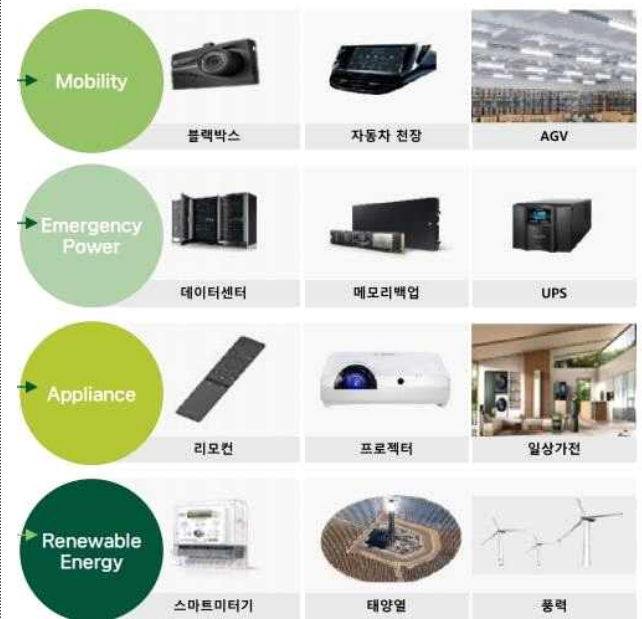 Mobility
블랙박스
자동차 천장
AGV
Emergency
Power
데이터센터
메모리백업
UPS
Appliance
리모컨
프로젝터
일상가전
Renewable
Energy
스마트미터기
태양열
풍력